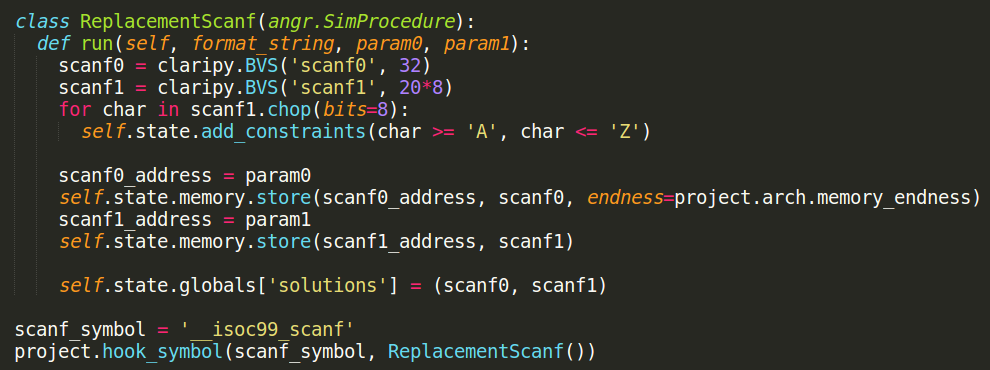 class ReplacementScanf(angr.SimProcedure):
def run(self, format_string, param0, param1):
scanf0 = claripy.BVS('scanf0', 32)
scanf1 = claripy.BVS('scanf1', 20*8)
for char in scanf1.chop(bits=8):
self.state.add_constraints(char >= 'A', char <= 'Z')
scanf0_address = param0
self.state.memory.store(scanf0_address, scanf0, endness=project.arch.memory_endness)
scanf1_address = param1
self.state.memory.store(scanf1_address, scanf1)
self.state.globals['solutions'] = (scanf0, scanf1)
scanf_symbol = '__isoc99_scanf'
project.hook_symbol(scanf_symbol, ReplacementScanf())